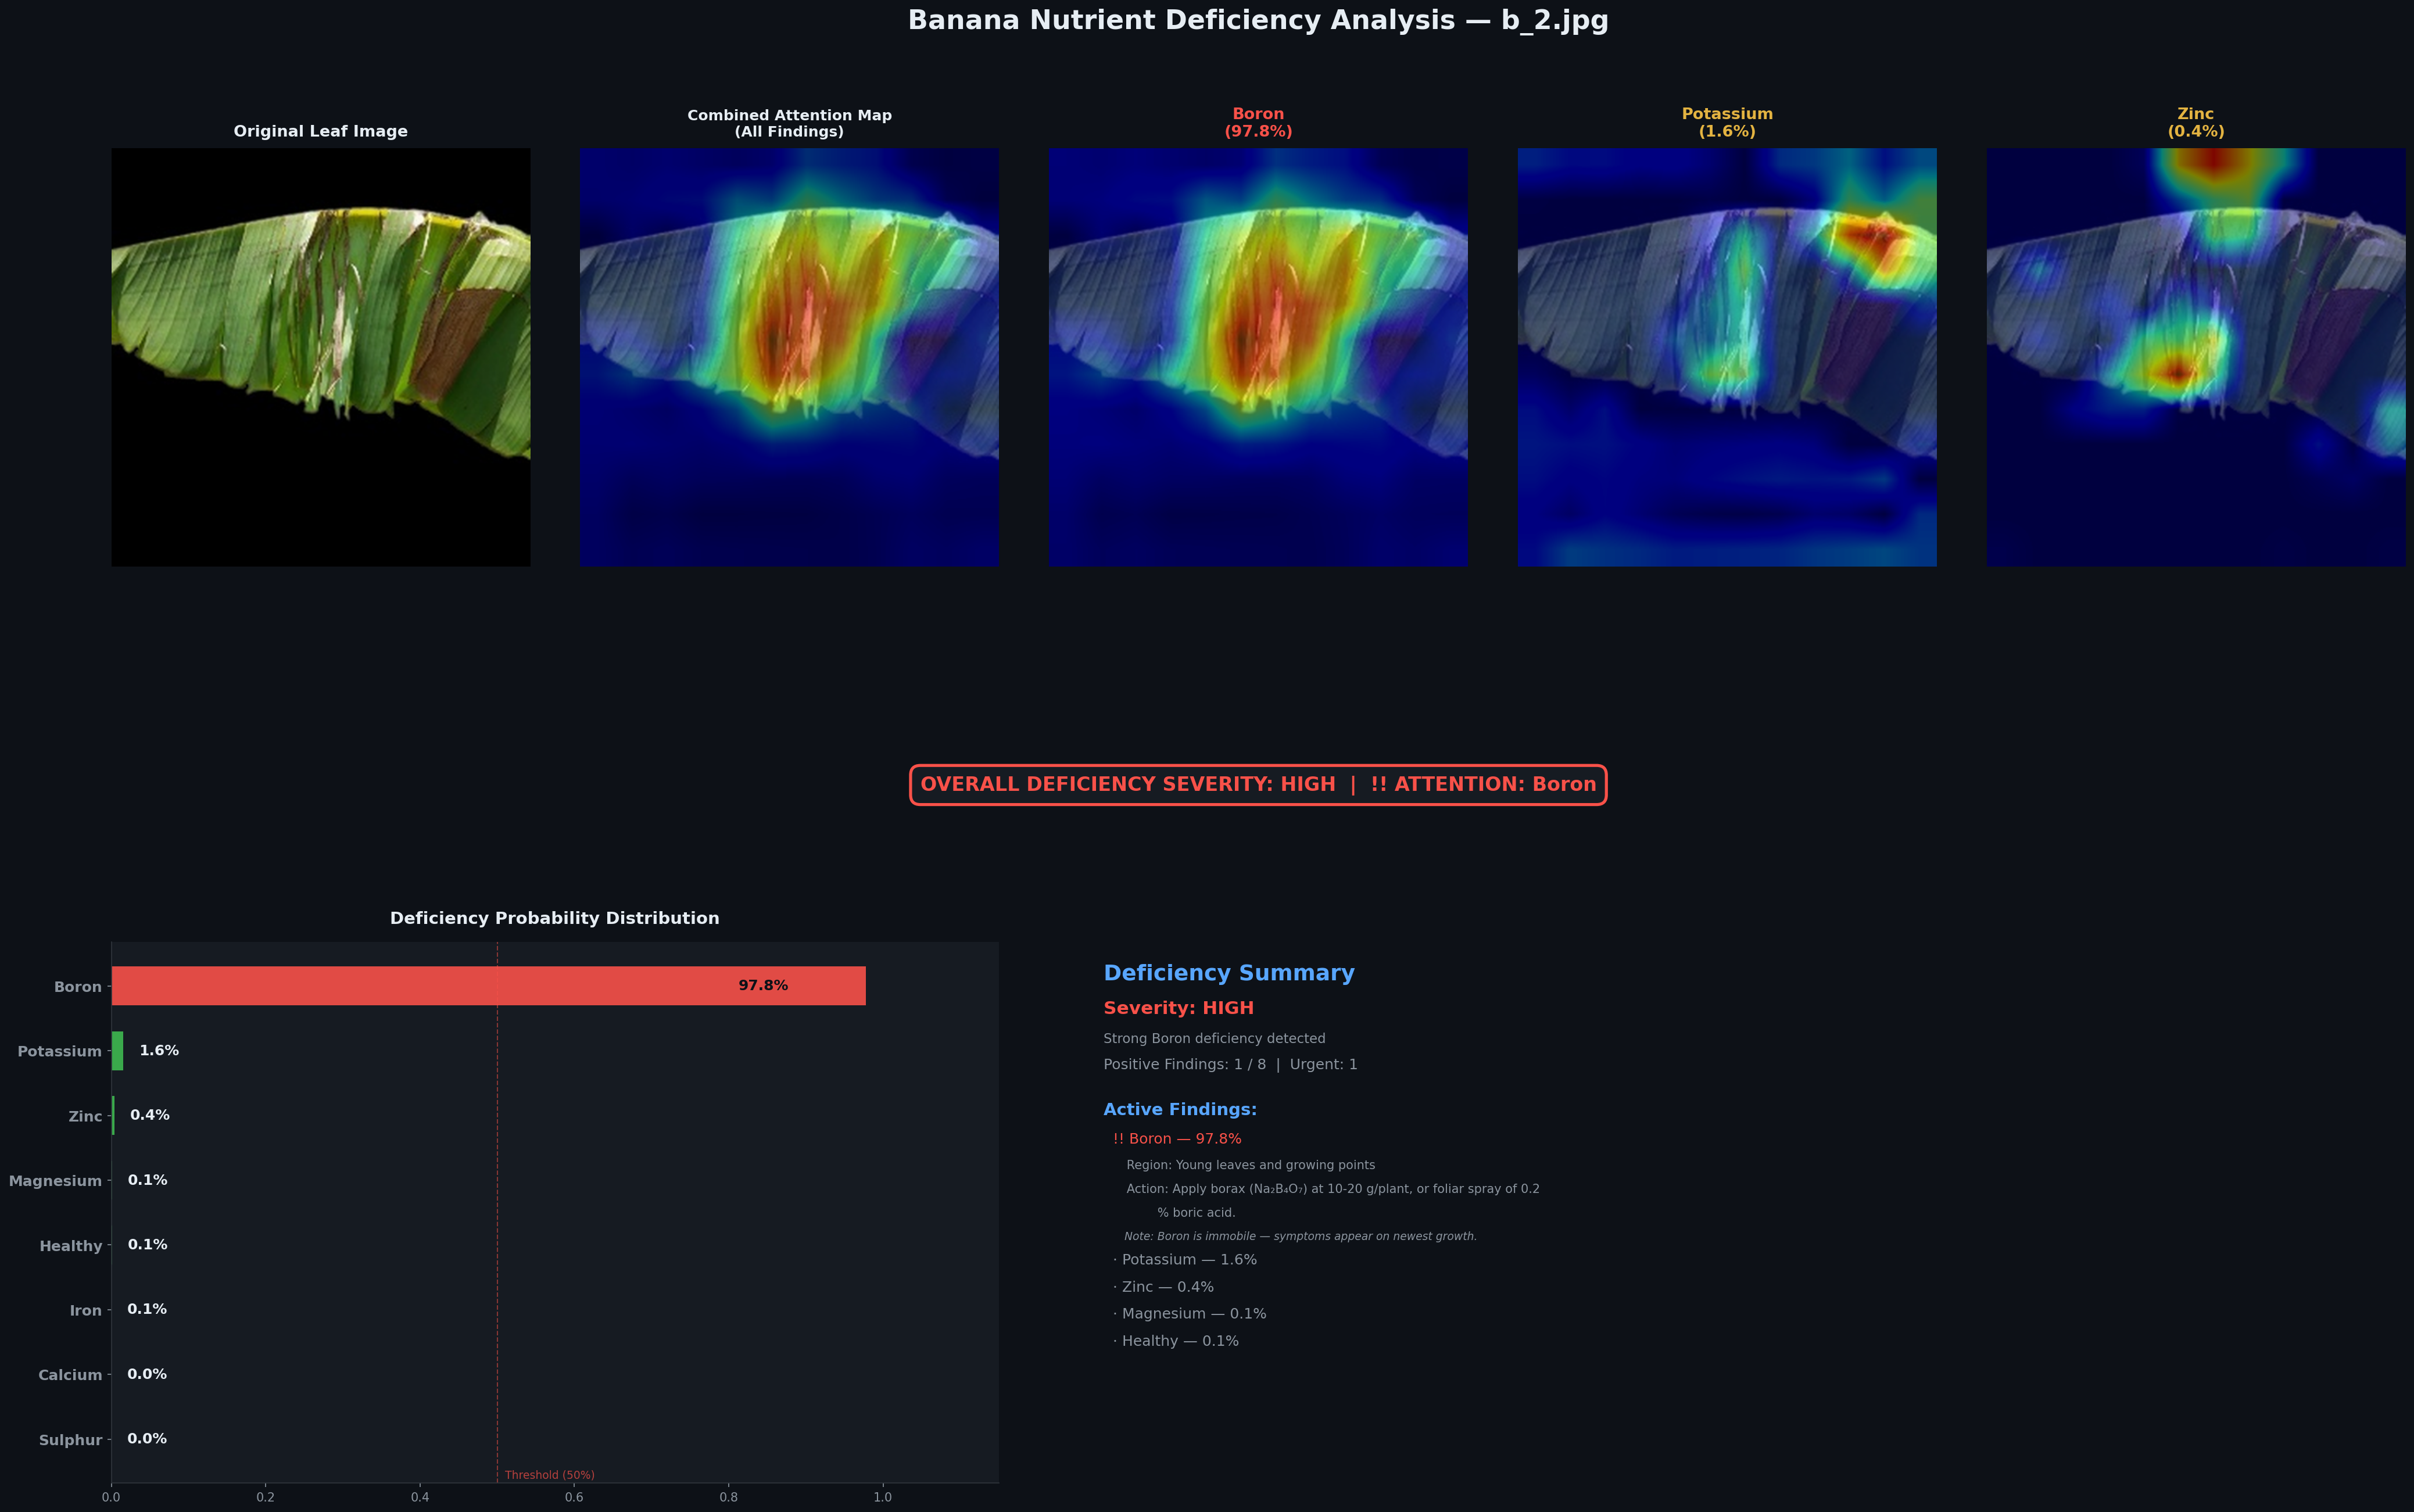 Banana Nutrient Deficiency Analysis — b_2.jpg
Original Leaf Image
Combined Attention Map
(All Findings)
Boron
(97.8%)
Potassium
(1.6%)
Zinc
(0.4%)
OVERALL DEFICIENCY SEVERITY: HIGH | !! ATTENTION: Boron
Deficiency Probability Distribution
Boron
97.8%
Potassium
1.6%
Zinc
0.4%
Magnesium
0.1%
Healthy
0.1%
Iron
0.1%
Calcium
0.0%
Sulphur
0.0%
Threshold (50%)
0.0 0.2 0.4 0.6 0.8 1.0
Deficiency Summary
Severity: HIGH
Strong Boron deficiency detected
Positive Findings: 1 / 8 | Urgent: 1
Active Findings:
!! Boron — 97.8%
Region: Young leaves and growing points
Action: Apply borax (Na₂B₄O₇) at 10-20 g/plant, or foliar spray of 0.2
% boric acid.
Note: Boron is immobile — symptoms appear on newest growth.
· Potassium — 1.6%
· Zinc — 0.4%
· Magnesium — 0.1%
· Healthy — 0.1%